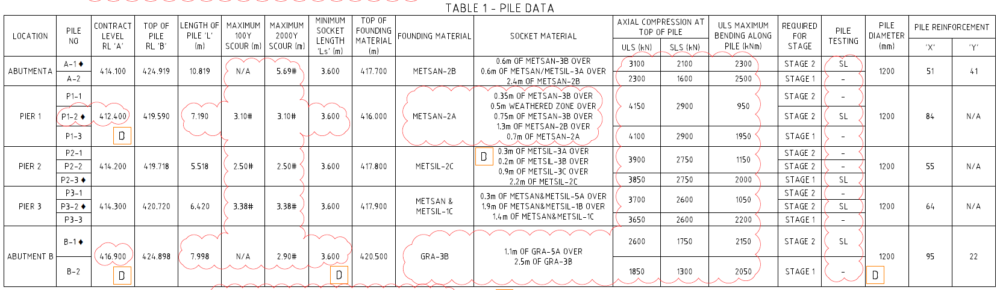 TABLE 1 - PILE DATA
LOCATION
PILE
NO
CONTRACT
LEVEL
RL 'A'
TOP OF
PILE
RL 'B'
LENGTH OF
PILE 'L'
(m)
MAXIMUM
100Y
SCOUR (m)
MAXIMUM
2000Y
SCOUR (m)
MINIMUM
SOCKET
LENGTH
'Ls' (m)
TOP OF
FOUNDING
MATERIAL
(m)
FOUNDING MATERIAL
SOCKET MATERIAL
AXIAL COMPRESSION AT
TOP OF PILE
ULS (kN)
SLS (kN)
ULS MAXIMUM
BENDING ALONG
PILE (kNm)
REQUIRED
FOR
STAGE
PILE
TESTING
PILE
DIAMETER
(mm)
PILE REINFORCEMENT
'X'
'Y'
ABUTMENT A
A-1 ♦
A-2
414.100
424.919
10.819
N/A
5.69#
3.600
417.700
METSAN-2B
0.6m OF METSAN-3B OVER
0.6m OF METSAN/METSIL-3A OVER
2.4m OF METSAN-2B
3100
2100
2300
STAGE 2
SL
2300
1600
2500
STAGE 1
-
1200
51
41
PIER 1
P1-1
P1-2 ♦
P1-3
412.400
D
419.590
7.190
3.10#
3.10#
3.600
416.000
METSAN-2A
0.35m OF METSAN-3B OVER
0.5m WEATHERED ZONE OVER
0.75m OF METSAN-3B OVER
1.3m OF METSAN-2B OVER
0.7m OF METSAN-2A
4150
2900
950
STAGE 2
-
STAGE 2
SL
4100
2900
1950
STAGE 1
-
1200
84
N/A
PIER 2
P2-1
P2-2
P2-3 ♦
414.200
419.718
5.518
2.50#
2.50#
3.600
417.800
METSIL-2C
D
0.3m OF METSIL-3A OVER
0.2m OF METSIL-3B OVER
0.9m OF METSIL-3C OVER
2.2m OF METSIL-2C
3900
2750
1150
STAGE 2
-
STAGE 2
-
3850
2750
2000
STAGE 1
SL
1200
55
N/A
PIER 3
P3-1
P3-2 ♦
P3-3
414.300
420.720
6.420
3.38#
3.38#
3.600
417.900
METSAN &
METSIL-1C
0.3m OF METSAN&METSIL-5A OVER
1.9m OF METSAN&METSIL-1B OVER
1.4m OF METSAN&METSIL-1C
3700
2600
1050
STAGE 2
-
STAGE 2
SL
3650
2600
2200
STAGE 1
-
1200
64
N/A
ABUTMENT B
B-1 ♦
B-2
416.900
D
424.898
7.998
N/A
2.90#
3.600
D
420.500
GRA-3B
1.1m OF GRA-5A OVER
2.5m OF GRA-3B
2600
1750
2150
STAGE 2
SL
1850
1300
2050
STAGE 1
-
1200
D
95
22